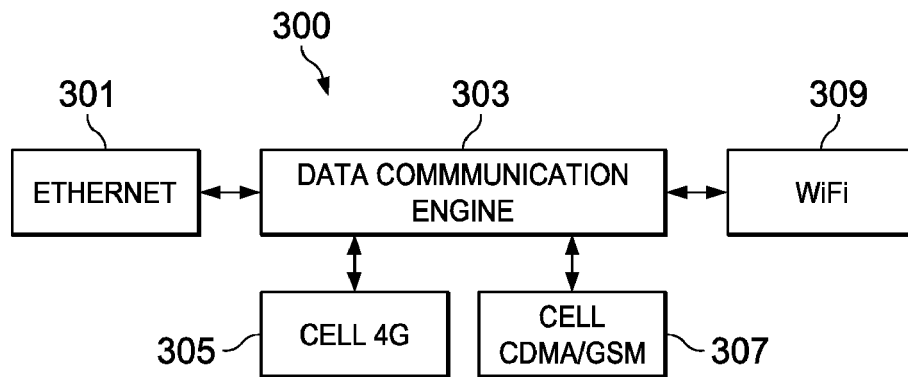 300
301
303
309
ETHERNET
DATA COMMMUNICATION
ENGINE
WiFi
305
CELL 4G
CELL
CDMA/GSM
307